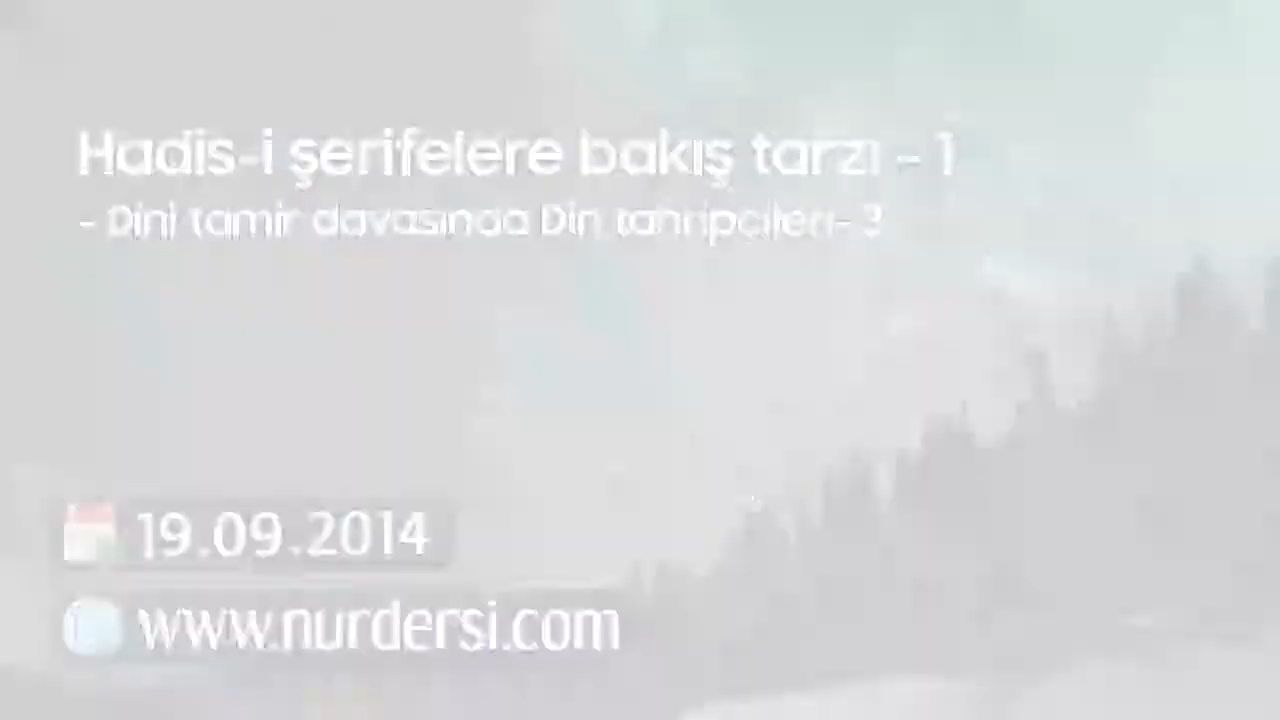 Hadis-i şerifelere bakış tarzı - 1
- Dini tamir davasında Din tahripçileri- 3
19.09.2014
www.nurdersi.com